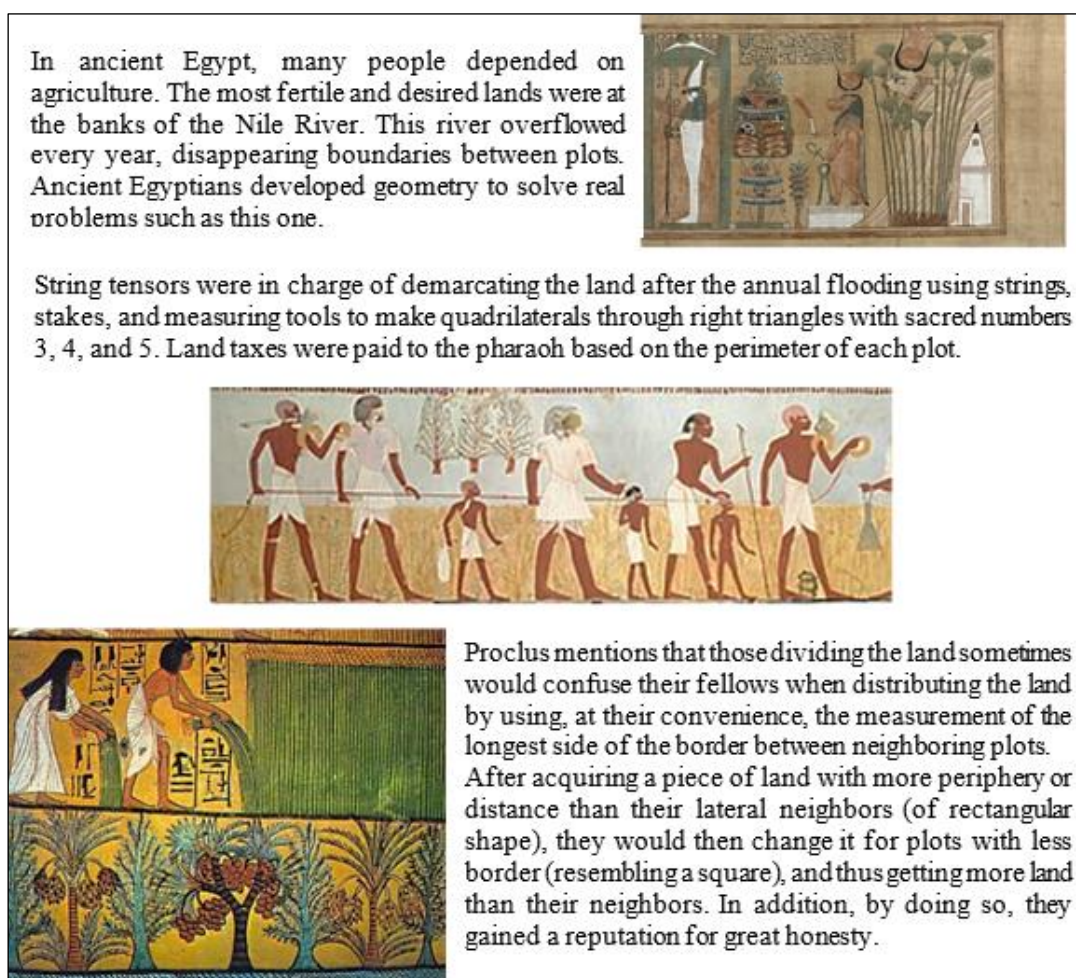 In ancient Egypt, many people depended on
agriculture. The most fertile and desired lands were at
the banks of the Nile River. This river overflowed
every year, disappearing boundaries between plots.
Ancient Egyptians developed geometry to solve real
problems such as this one.
String tensors were in charge of demarcating the land after the annual flooding using strings,
stakes, and measuring tools to make quadrilaterals through right triangles with sacred numbers
3, 4, and 5. Land taxes were paid to the pharaoh based on the perimeter of each plot.
Proclus mentions that those dividing the land sometimes
would confuse their fellows when distributing the land
by using, at their convenience, the measurement of the
longest side of the border between neighboring plots.
After acquiring a piece of land with more periphery or
distance than their lateral neighbors (of rectangular
shape), they would then change it for plots with less
border (resembling a square), and thus getting more land
than their neighbors. In addition, by doing so, they
gained a reputation for great honesty.